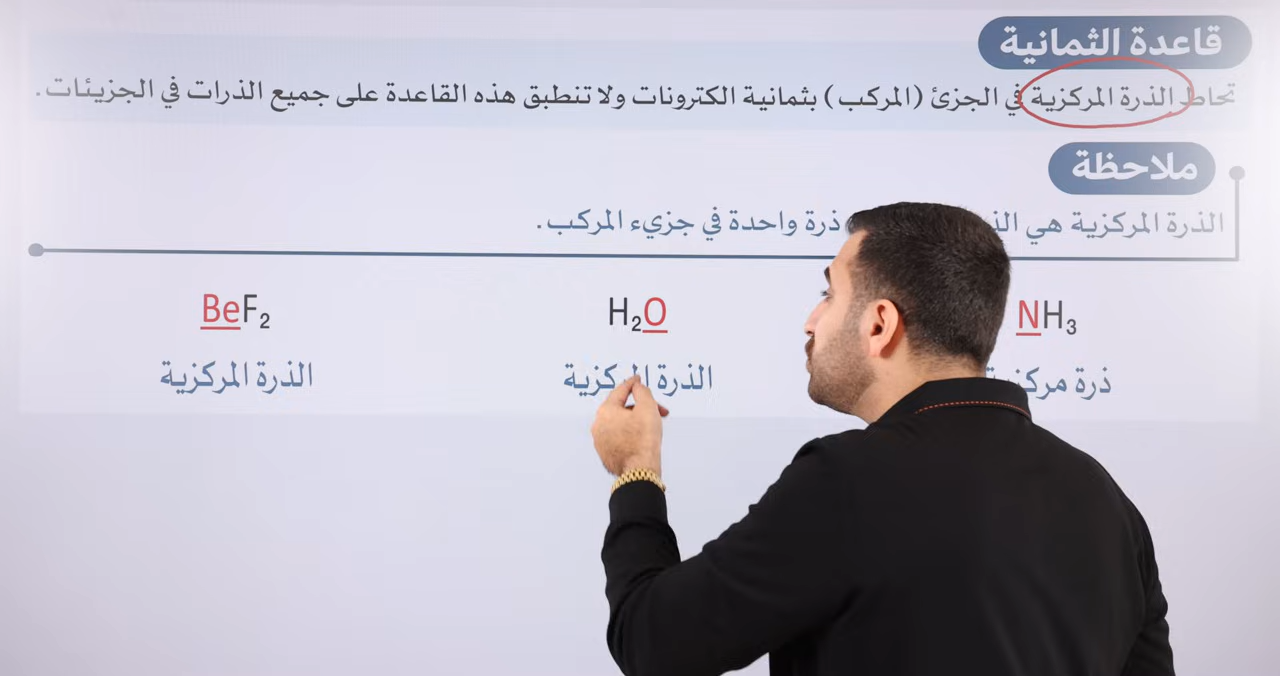 قاعدة الثمانية
تحاط الذرة المركزية في الجزئ (المركب) بثمانية الكترونات ولا تنطبق هذه القاعدة على جميع الذرات في الجزيئات.
ملاحظة
الذرة المركزية هي ذرة واحدة في جزيء المركب.
NH₃ H₂O BeF₂
ذرة الذرة المركزية الذرة المركزية